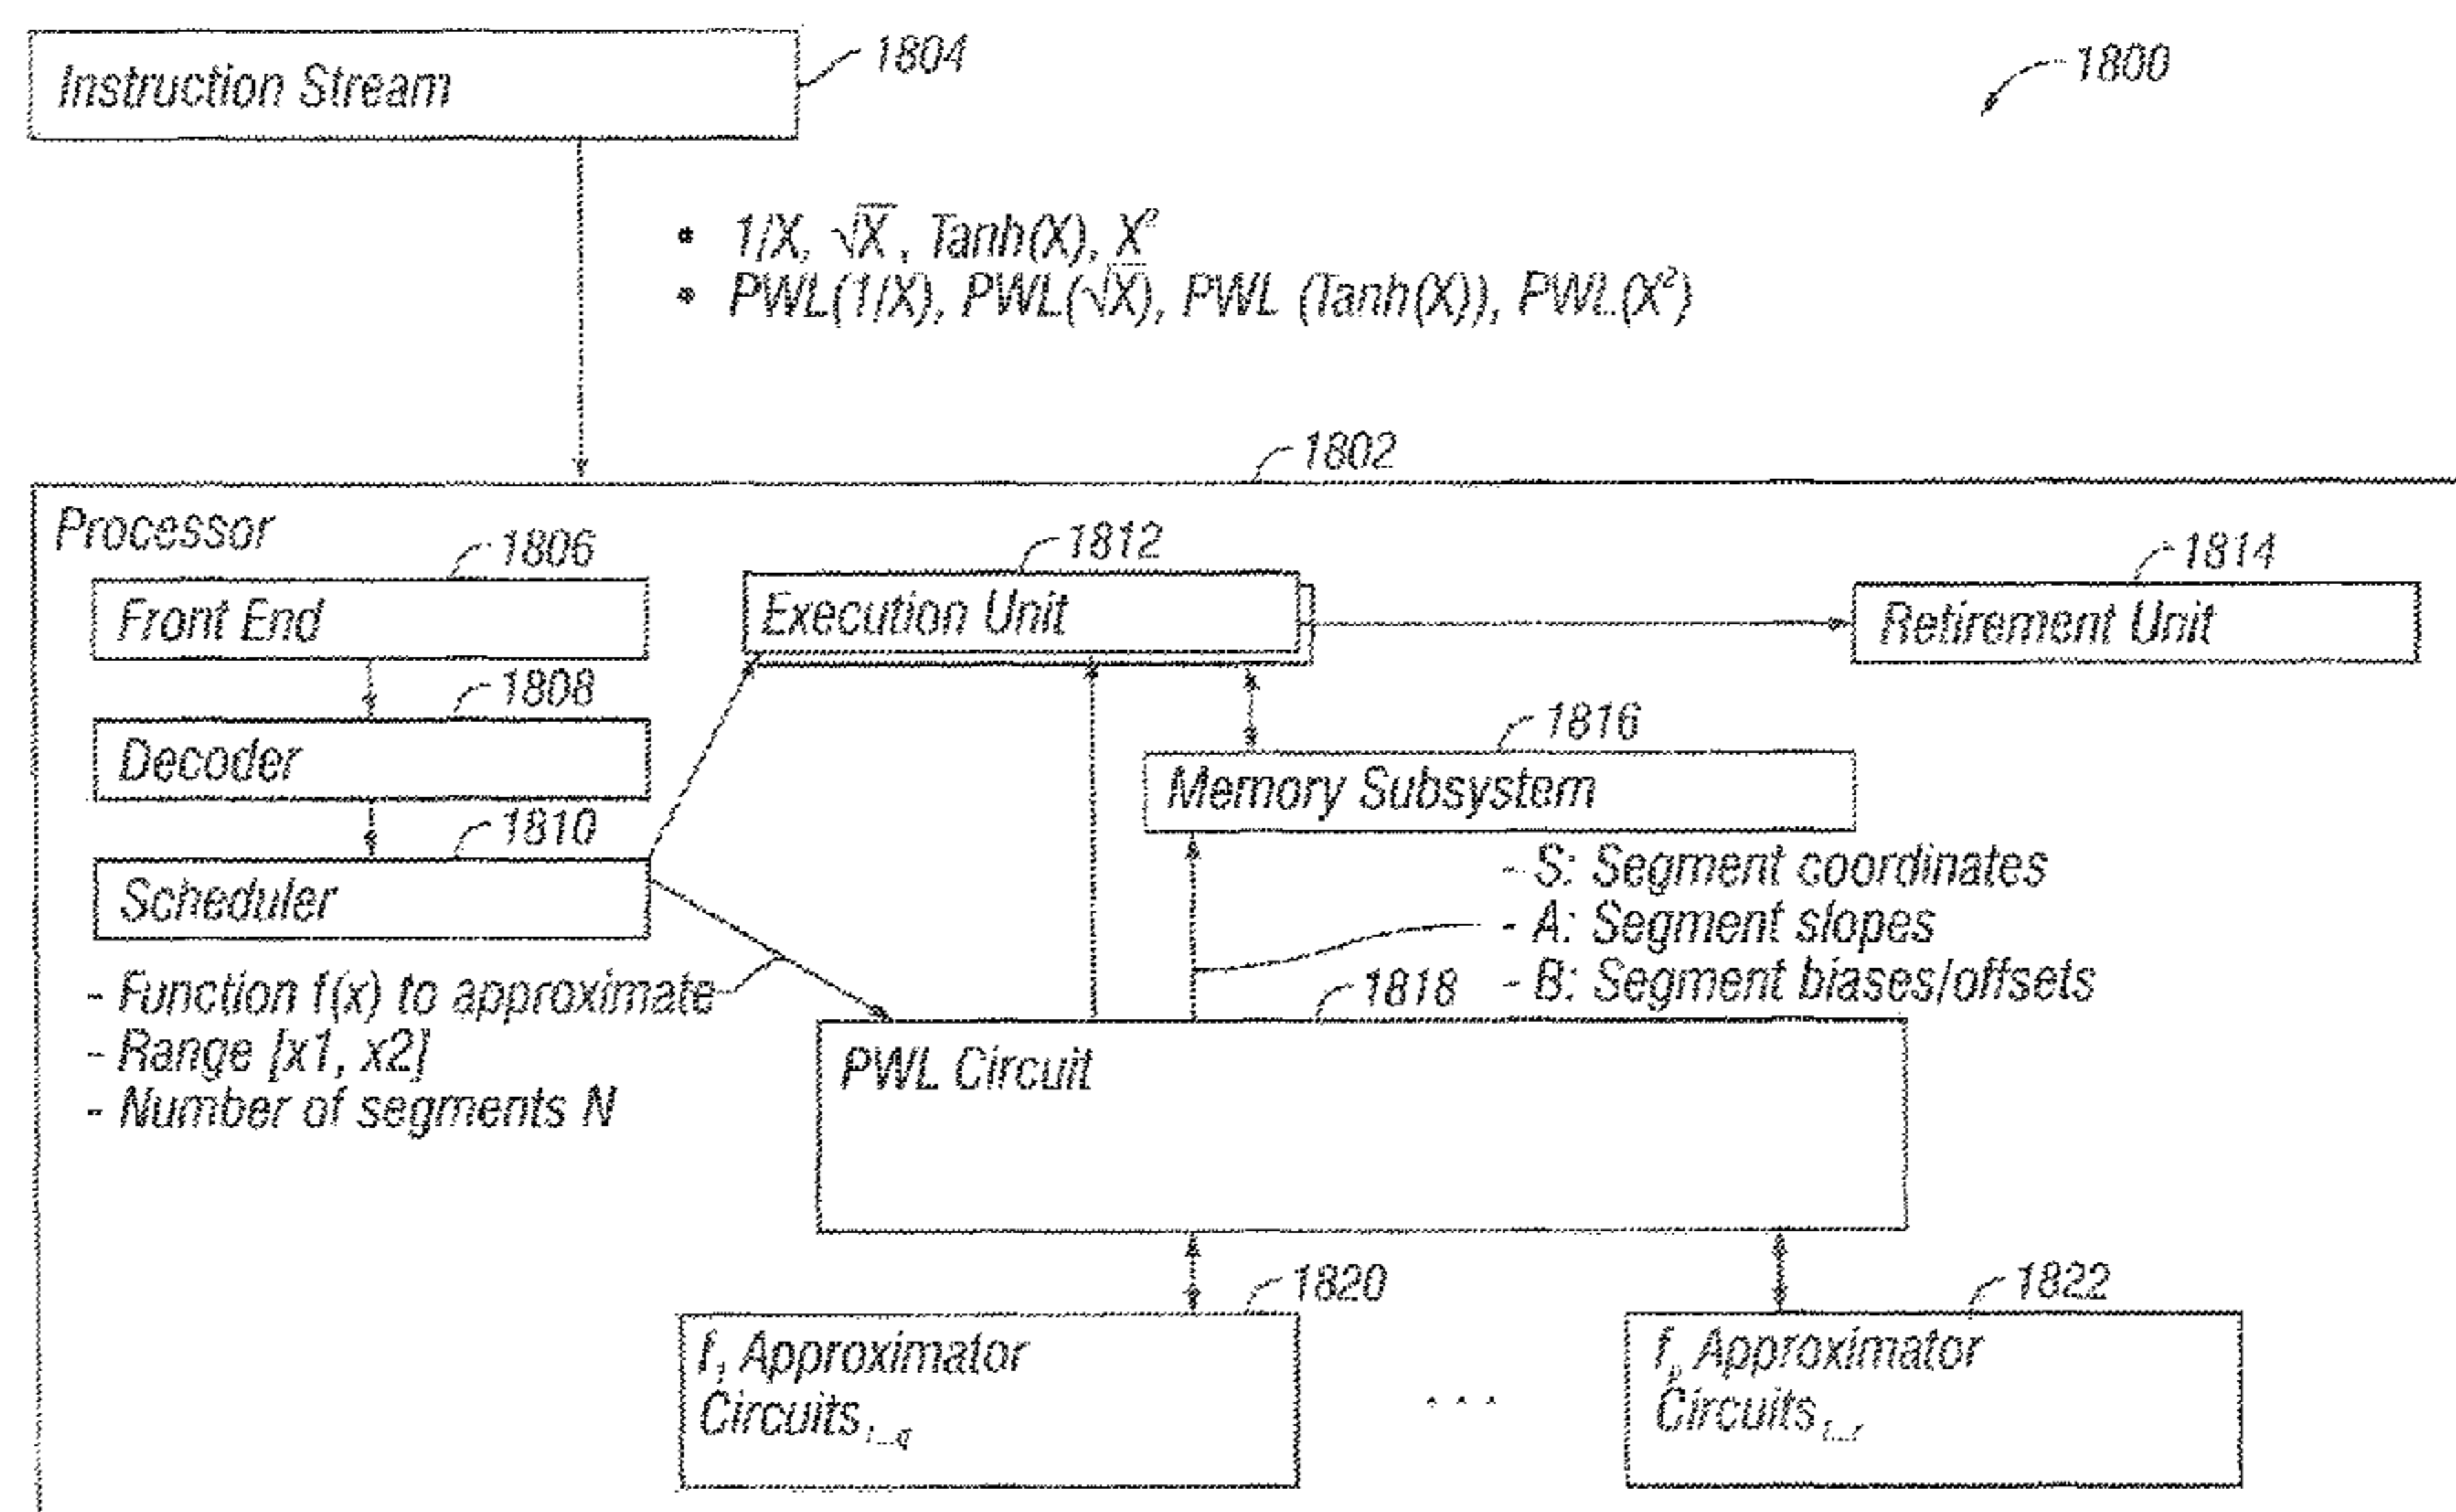 Instruction Stream
1804
1800
• 1/X, √X, Tanh(X), X²
• PWL(1/X), PWL(√X), PWL (Tanh(X)), PWL(X²)
1802
Processor
1806
Front End
1808
Decoder
1810
Scheduler
- Function f(x) to approximate
- Range [x1, x2]
- Number of segments N
1812
Execution Unit
1814
Retirement Unit
1816
Memory Subsystem
- S: Segment coordinates
- A: Segment slopes
- B: Segment biases/offsets
1818
PWL Circuit
1820
f₁ Approximator
Circuits
. . .
1822
Approximator
Circuits